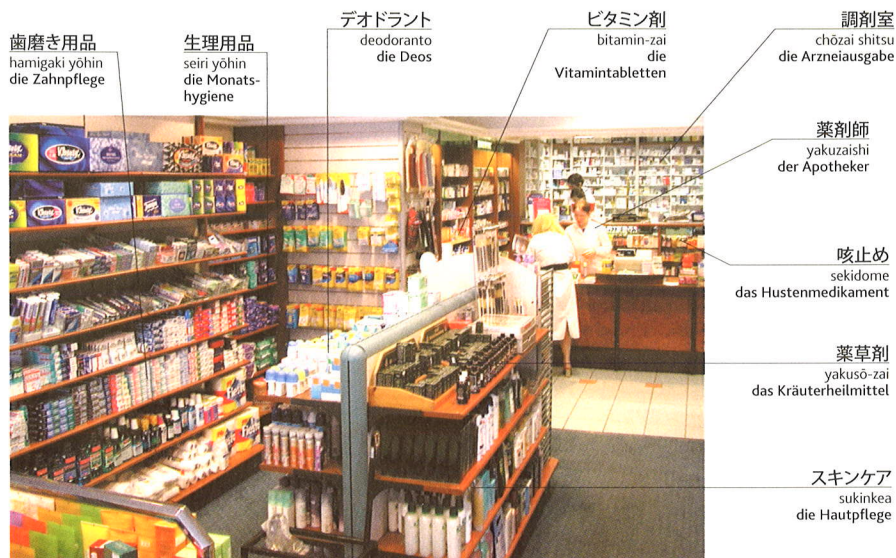 歯磨き用品
hamigaki yōhin
die Zahnpflege
生理用品
seiri yōhin
die Monats-
hygiene
デオドラント
deodoranto
die Deos
ビタミン剤
bitamin-zai
die
Vitamintabletten
調剤室
chōzai shitsu
die Arzneiausgabe
薬剤師
yakuzaishi
der Apotheker
咳止め
sekidome
das Hustenmedikament
薬草剤
yakusō-zai
das Kräuterheilmittel
スキンケア
sukinkea
die Hautpflege